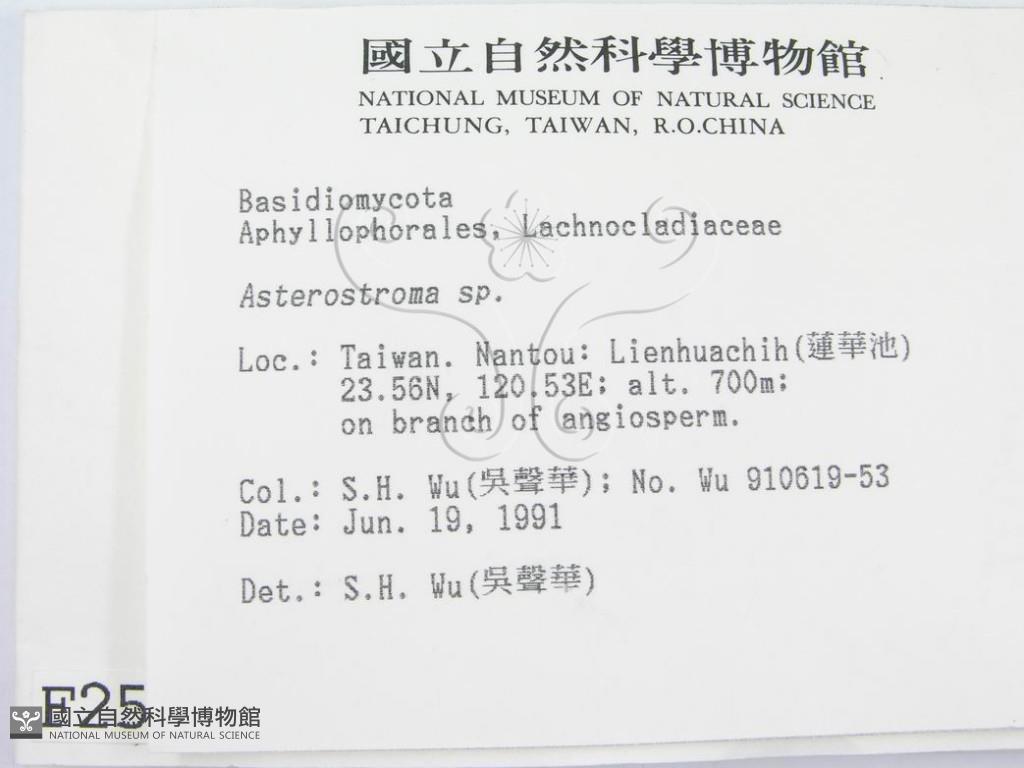 國立自然科學博物館
NATIONAL MUSEUM OF NATURAL SCIENCE
TAICHUNG, TAIWAN, R.O.CHINA
Basidiomycota
Aphyllophorales, Lachnocladiaceae
Asterostroma sp.
Loc.: Taiwan. Nantou: Lienhuachih(蓮華池)
23.56N, 120.53E; alt. 700m;
on branch of angiosperm.
Col.: S.H. Wu(吳聲華); No. Wu 910619-53
Date: Jun. 19, 1991
Det.: S.H. Wu(吳聲華)
F25
國立自然科學博物館
NATIONAL MUSEUM OF NATURAL SCIENCE